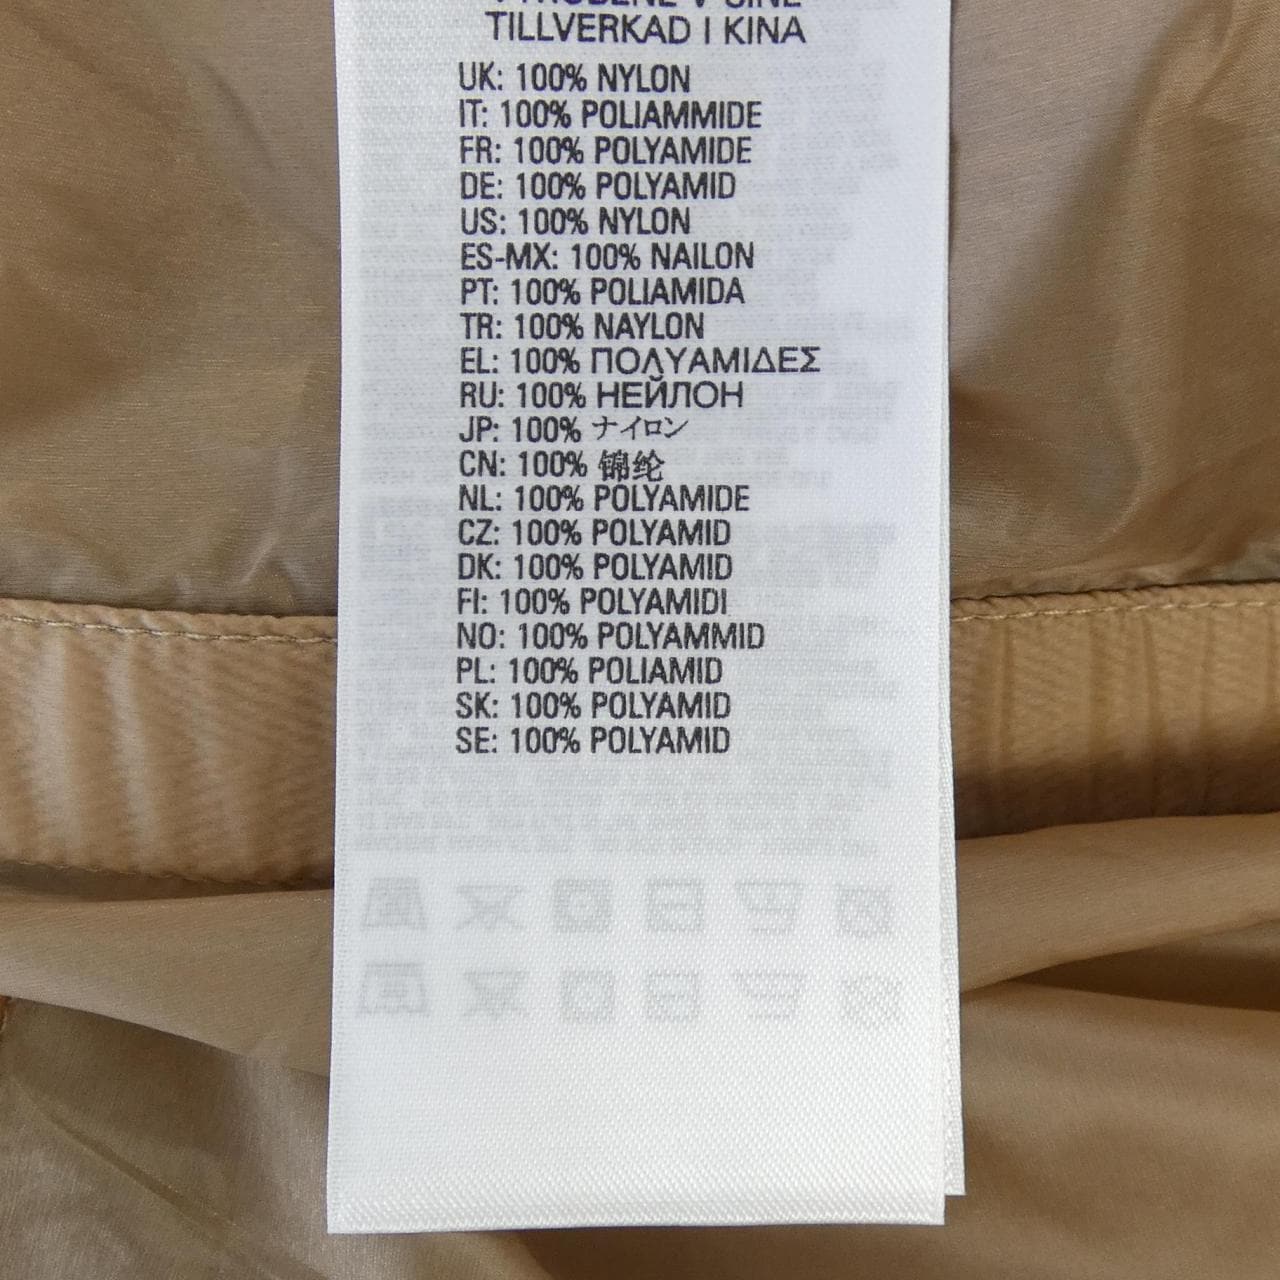 TILLVERKAD I KINA
UK: 100% NYLON
IT: 100% POLIAMMIDE
FR: 100% POLYAMIDE
DE: 100% POLYAMID
US: 100% NYLON
ES-MX: 100% NAILON
PT: 100% POLIAMIDA
TR: 100% NAYLON
EL: 100% ΠΟΛΥΑΜΙΔΕΣ
RU: 100% НЕЙЛОН
JP: 100% ナイロン
CN: 100% 锦纶
NL: 100% POLYAMIDE
CZ: 100% POLYAMID
DK: 100% POLYAMID
FI: 100% POLYAMIDI
NO: 100% POLYAMMID
PL: 100% POLIAMID
SK: 100% POLYAMID
SE: 100% POLYAMID